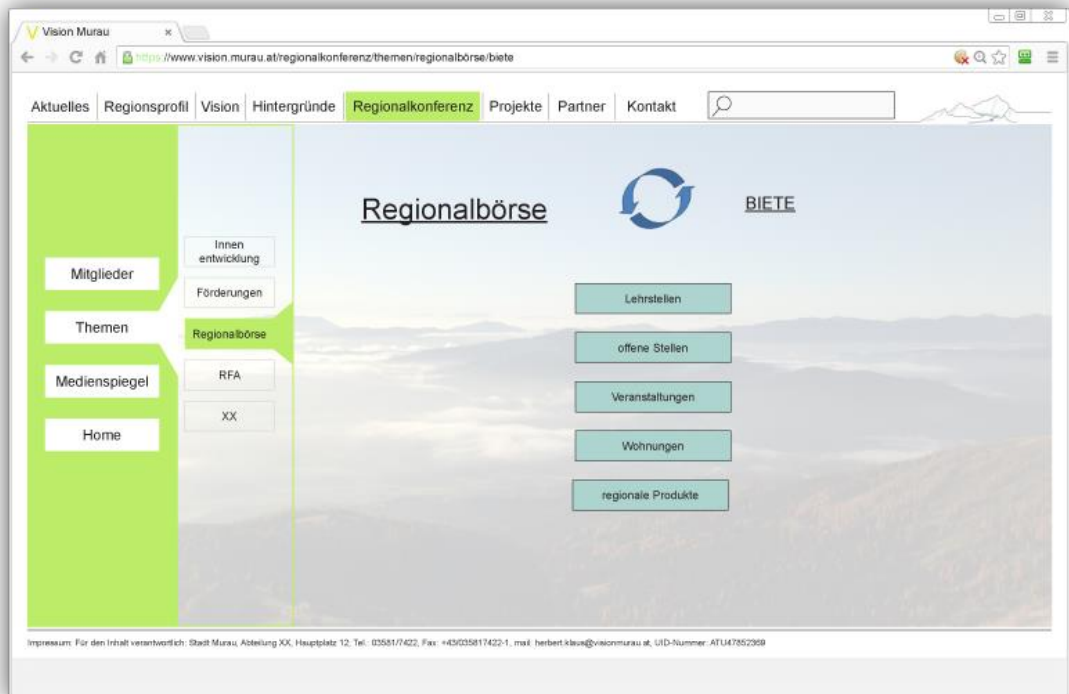 Vision Murau
https://www.vision.murau.at/regionalkonferenz/themen/regionalbörse/biete
Aktuelles Regionsprofil Vision Hintergründe Regionalkonferenz Projekte Partner Kontakt
Regionalbörse BIETE
Innen
entwicklung
Mitglieder
Förderungen
Themen
Regionalbörse
RFA
Medienspiegel
XX
Home
Lehrstellen
offene Stellen
Veranstaltungen
Wohnungen
regionale Produkte
Impressum: Für den Inhalt verantwortlich: Stadt Murau, Abteilung XX, Hauptplatz 12, Tel.: 03581/7422, Fax: +43/035817422-1, mail: herbert.klaus@visionmurau.at, UID-Nummer: ATU47852369